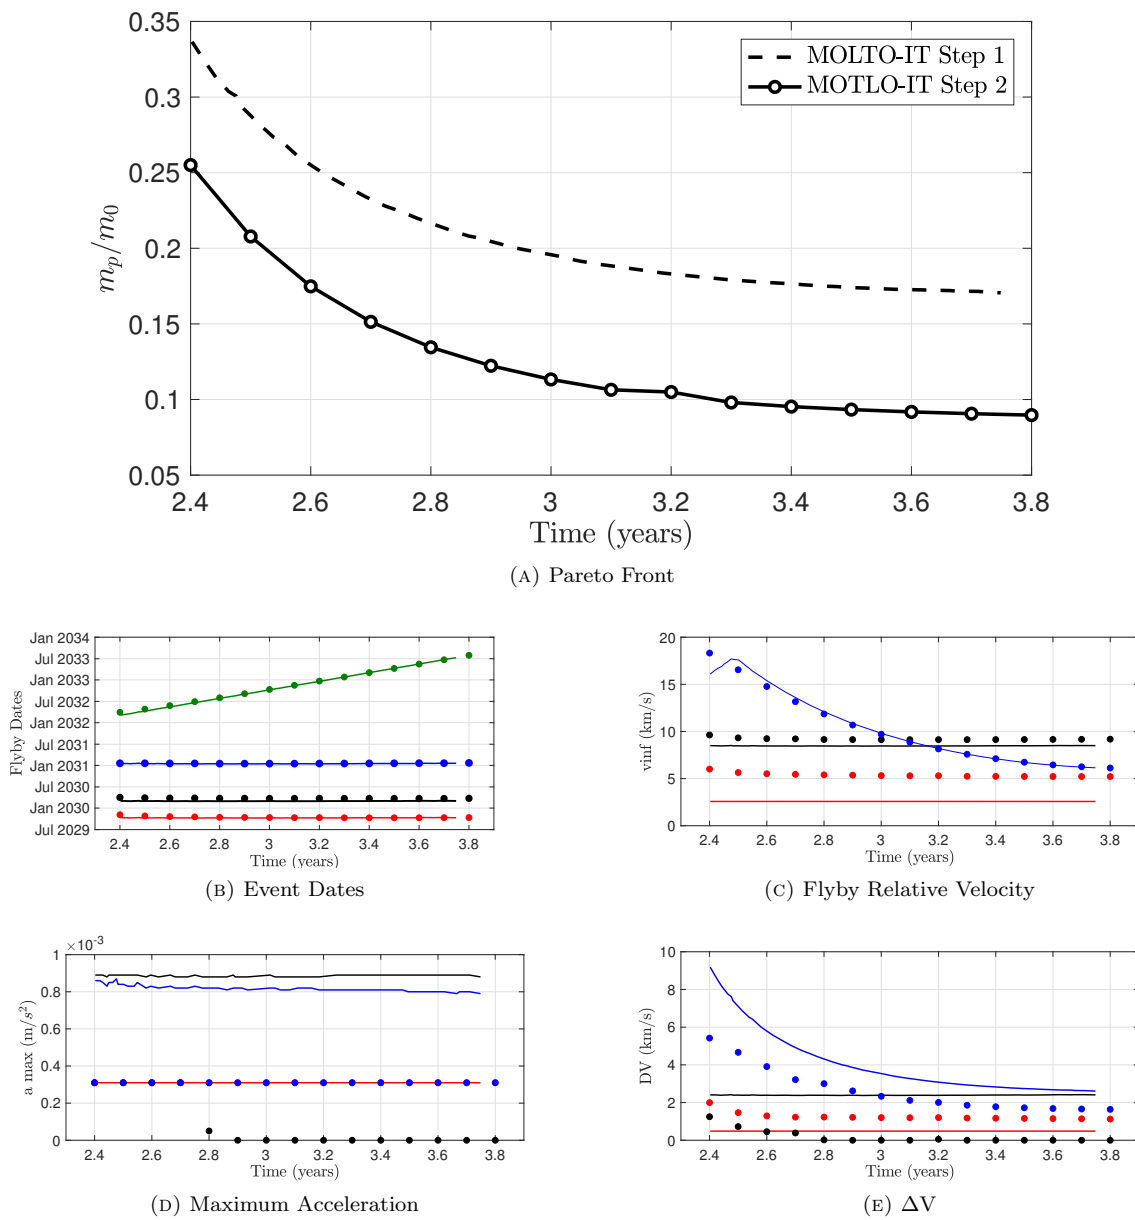 0.35
0.3
0.25
0.2
0.15
0.1
0.05
m_p/m_0
MOLTO-IT Step 1
MOTLO-IT Step 2
2.4 2.6 2.8 3 3.2 3.4 3.6 3.8
Time (years)
(A) Pareto Front
Jan 2034
Jul 2033
Jan 2033
Jul 2032
Jan 2032
Jul 2031
Jan 2031
Jul 2030
Jan 2030
Jul 2029
Flyby Dates
2.4 2.6 2.8 3 3.2 3.4 3.6 3.8
Time (years)
(B) Event Dates
20
15
10
5
0
vinf (km/s)
2.4 2.6 2.8 3 3.2 3.4 3.6 3.8
Time (years)
(C) Flyby Relative Velocity
×10⁻³
1
0.8
0.6
0.4
0.2
0
a max (m/s²)
2.4 2.6 2.8 3 3.2 3.4 3.6 3.8
Time (years)
(D) Maximum Acceleration
10
8
6
4
2
0
DV (km/s)
2.4 2.6 2.8 3 3.2 3.4 3.6 3.8
Time (years)
(E) ΔV